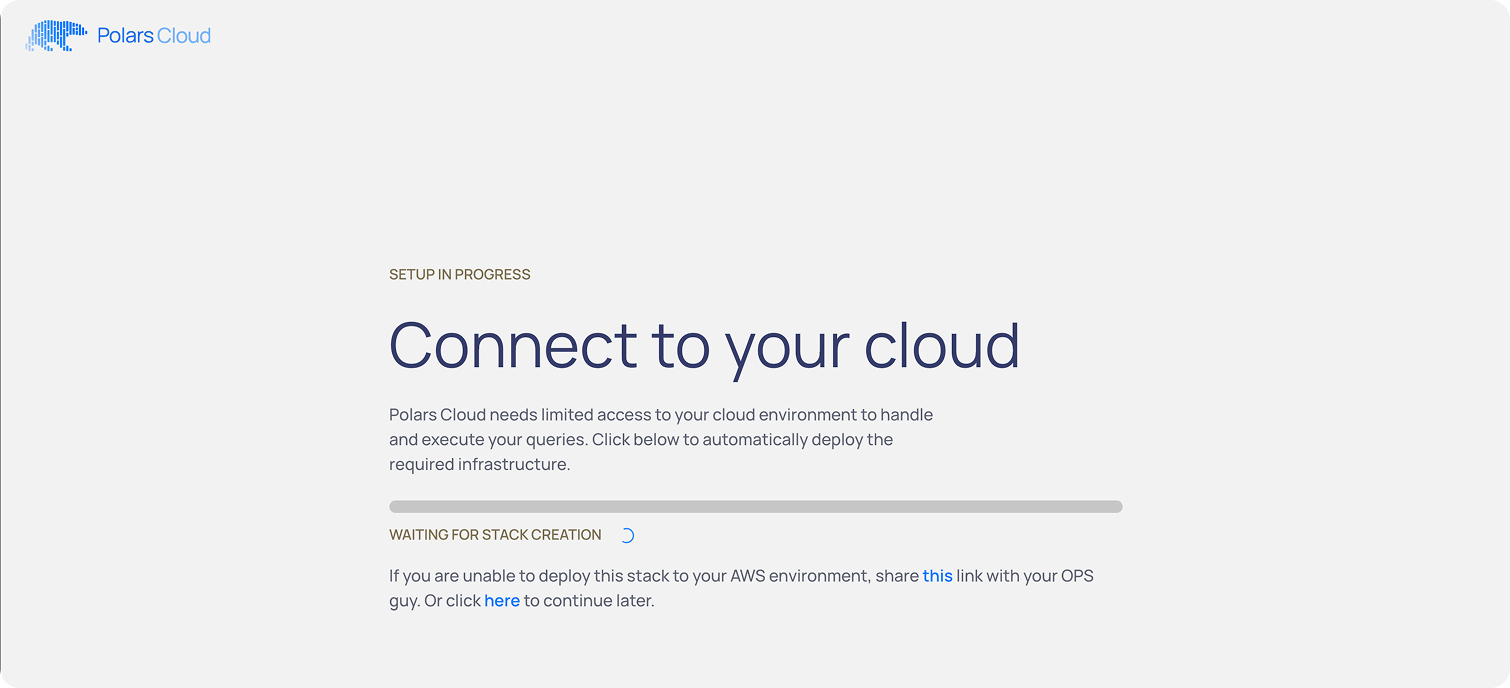 Polars Cloud
SETUP IN PROGRESS
Connect to your cloud
Polars Cloud needs limited access to your cloud environment to handle
and execute your queries. Click below to automatically deploy the
required infrastructure.
WAITING FOR STACK CREATION
If you are unable to deploy this stack to your AWS environment, share this link with your OPS
guy. Or click here to continue later.